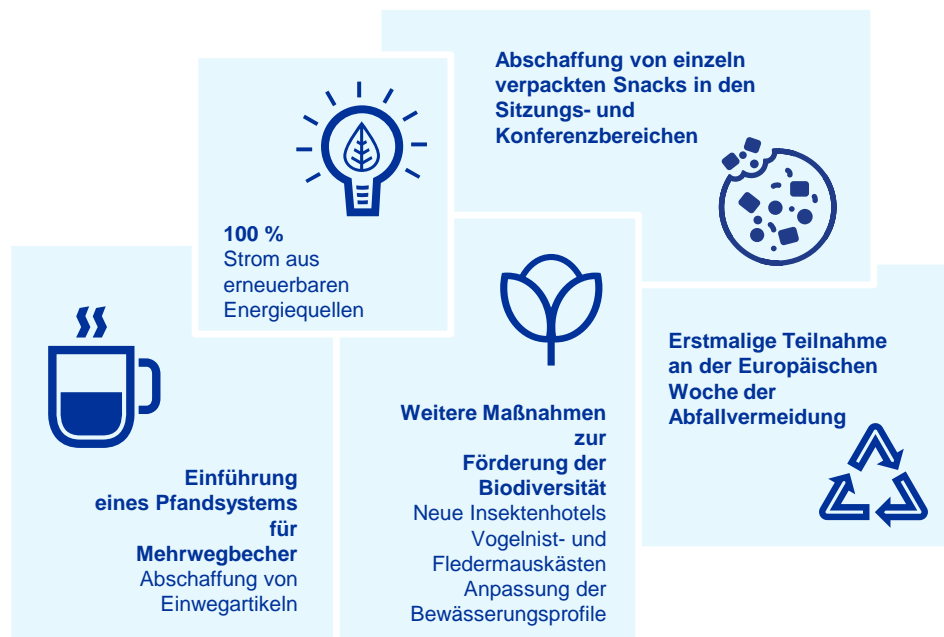 Abschaffung von einzeln
verpackten Snacks in den
Sitzungs- und
Konferenzbereichen
100 %
Strom aus
erneuerbaren
Energiequellen
Erstmalige Teilnahme
an der Europäischen
Woche der
Abfallvermeidung
Weitere Maßnahmen
zur
Förderung der
Biodiversität
Neue Insektenhotels
Vogelnist- und
Fledermauskästen
Anpassung der
Bewässerungsprofile
Einführung
eines Pfandsystems
für
Mehrwegbecher
Abschaffung von
Einwegartikeln